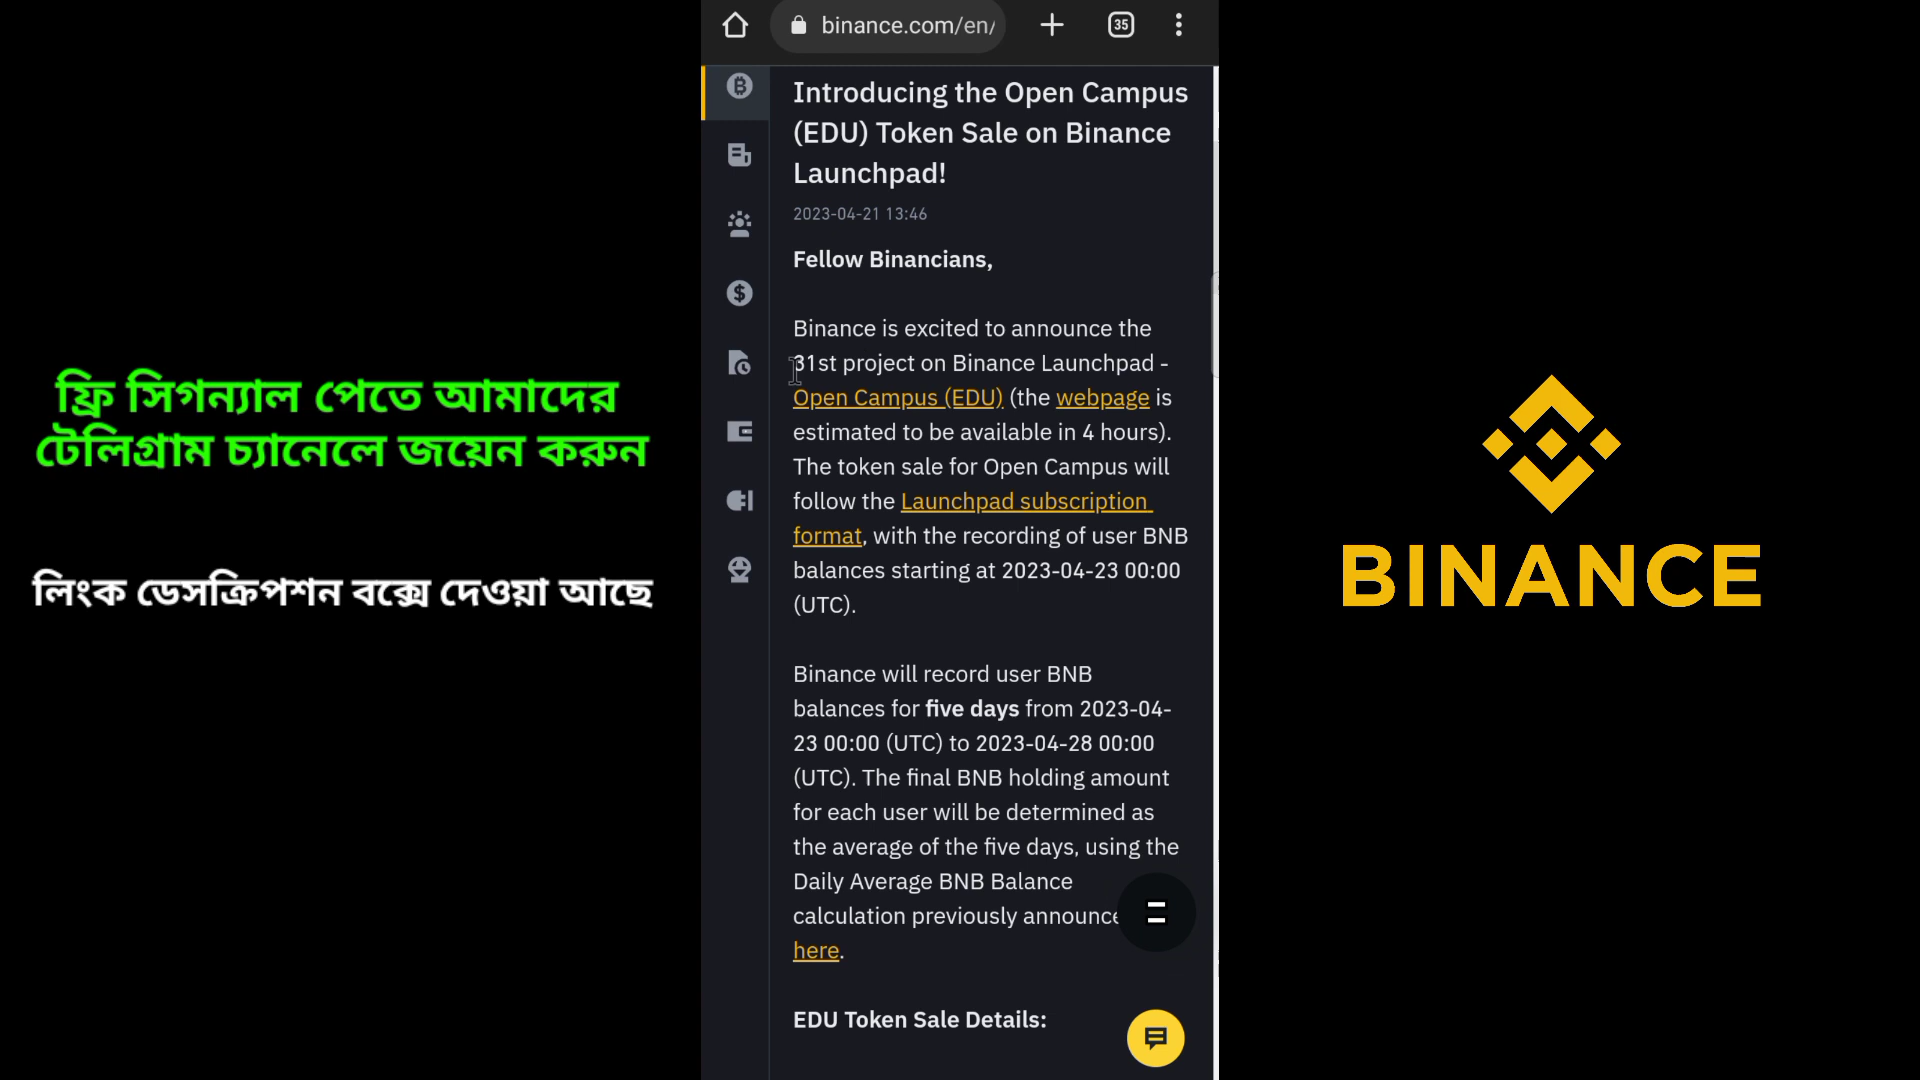 ফ্রি সিগন্যাল পেতে আমাদের
টেলিগ্রাম চ্যানেলে জয়েন করুন
লিংক ডেসক্রিপশন বক্সে দেওয়া আছে
binance.com/en/
35
Introducing the Open Campus
(EDU) Token Sale on Binance
Launchpad!
2023-04-21 13:46
Fellow Binancians,
Binance is excited to announce the
31st project on Binance Launchpad -
Open Campus (EDU) (the webpage is
estimated to be available in 4 hours).
The token sale for Open Campus will
follow the Launchpad subscription
format, with the recording of user BNB
balances starting at 2023-04-23 00:00
(UTC).
Binance will record user BNB
balances for five days from 2023-04-
23 00:00 (UTC) to 2023-04-28 00:00
(UTC). The final BNB holding amount
for each user will be determined as
the average of the five days, using the
Daily Average BNB Balance
calculation previously announce
here.
EDU Token Sale Details:
BINANCE